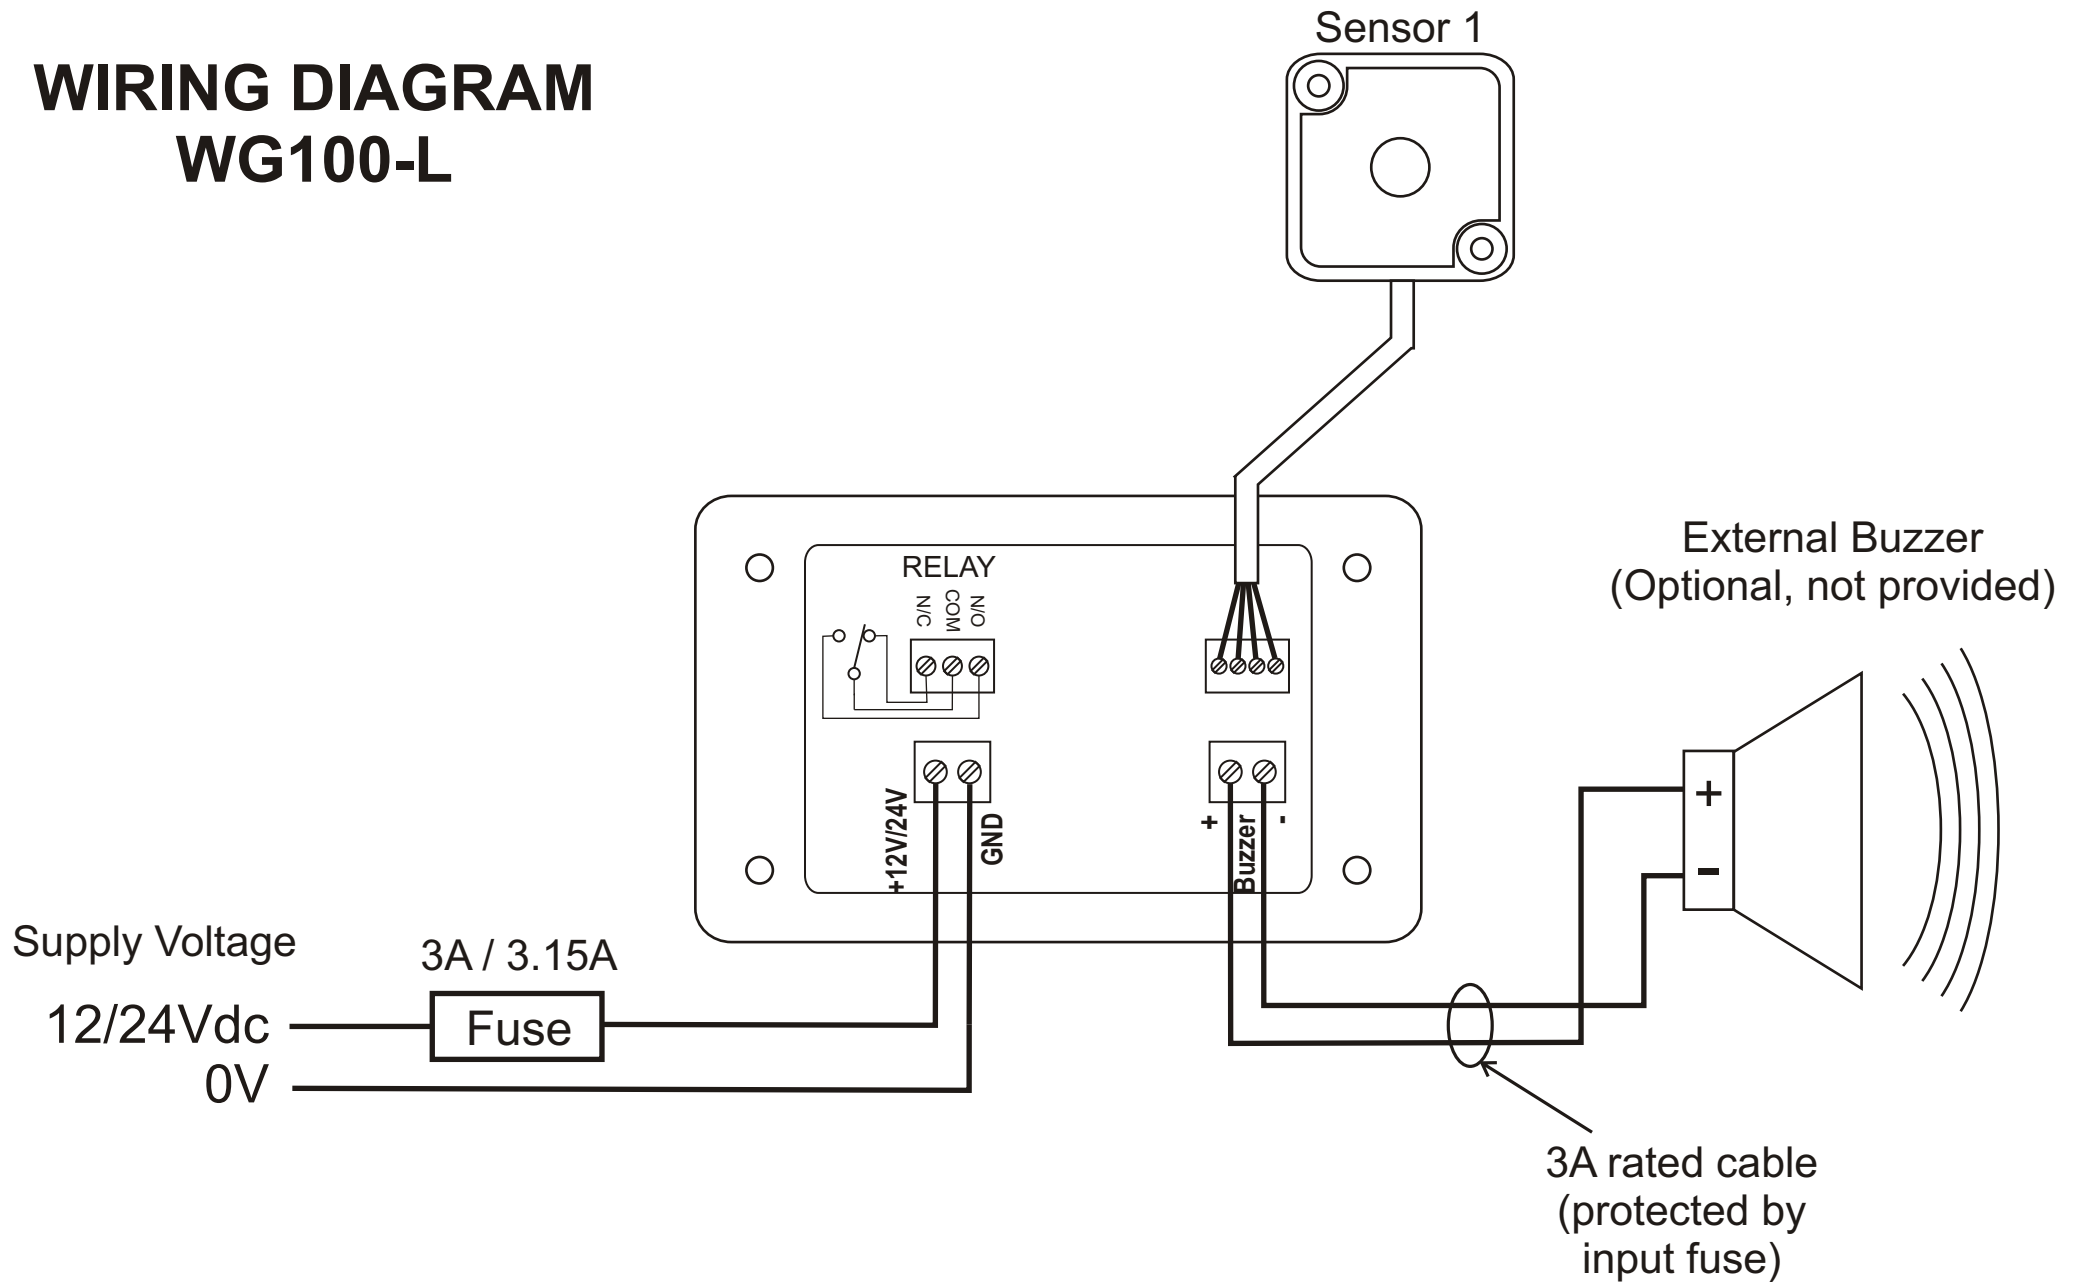 WIRING DIAGRAM
WG100-L
Sensor 1
RELAY
N/C
COM
N/O
+12V/24V
GND
+
Buzzer
-
External Buzzer
(Optional, not provided)
+
-
Supply Voltage
12/24Vdc
0V
3A / 3.15A
Fuse
3A rated cable
(protected by
input fuse)